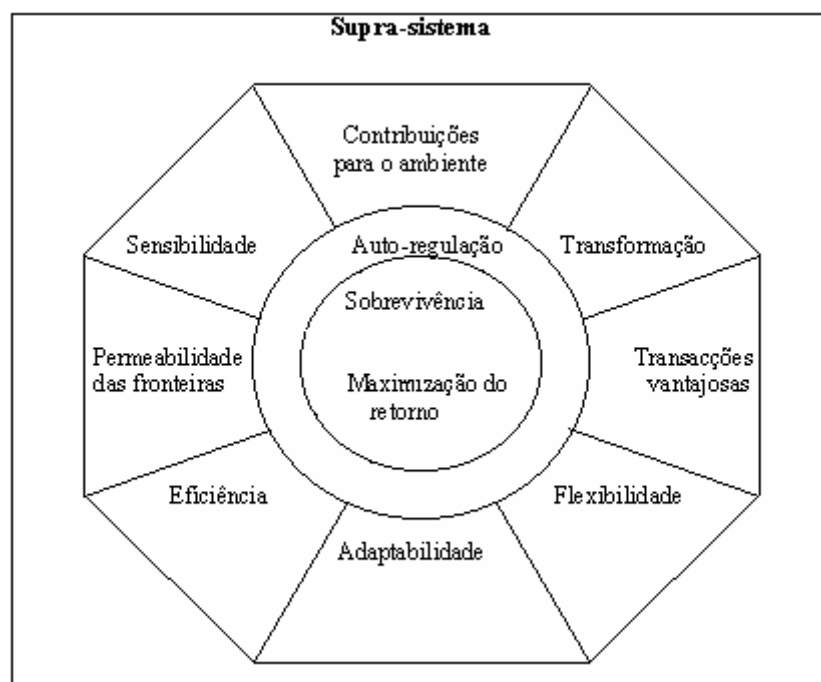 Supra-sistema
Contribuições
para o ambiente
Sensibilidade
Auto-regulação
Transformação
Sobrevivência
Permeabilidade
das fronteiras
Transacções
vantajosas
Maximização do
retorno
Eficiência
Flexibilidade
Adaptabilidade